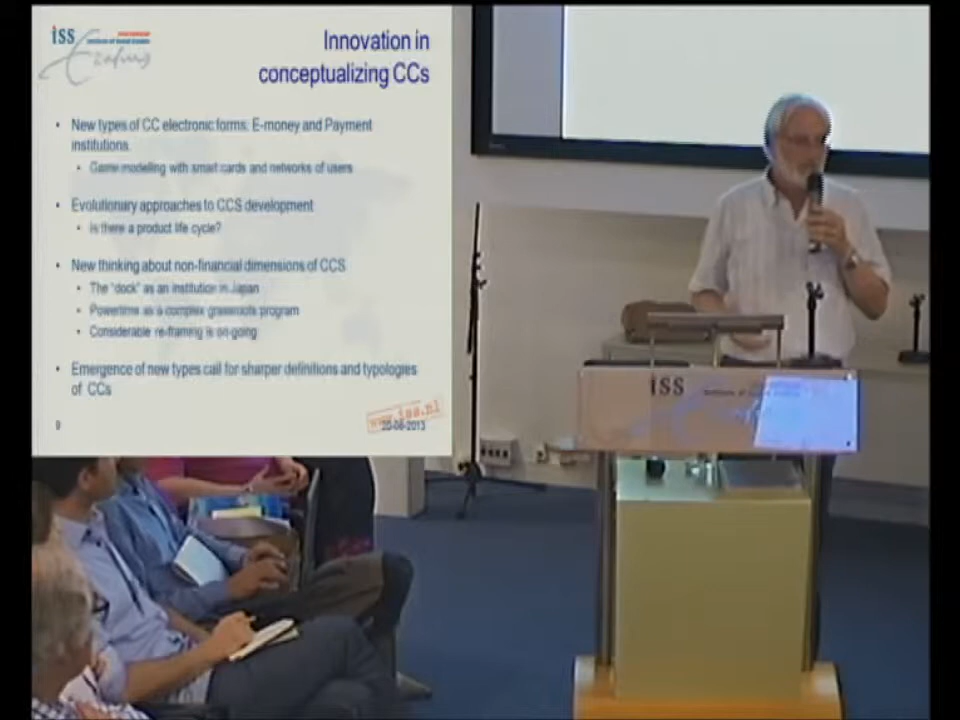 ISS
Erasmus
Innovation in
conceptualizing CCs
• New types of CC electronic forms: E-money and Payment
institutions
• Game modelling with smart cards and networks of users
• Evolutionary approaches to CCS development
• Is there a product life cycle?
• New thinking about non-financial dimensions of CCS
• The "dock" as an institution in Japan
• Powertime as a complex grassroots program
• Considerable re-framing is on-going
• Emergence of new types call for sharper definitions and typologies
of CCs
www.iss.nl
9
20-06-2013
ISS